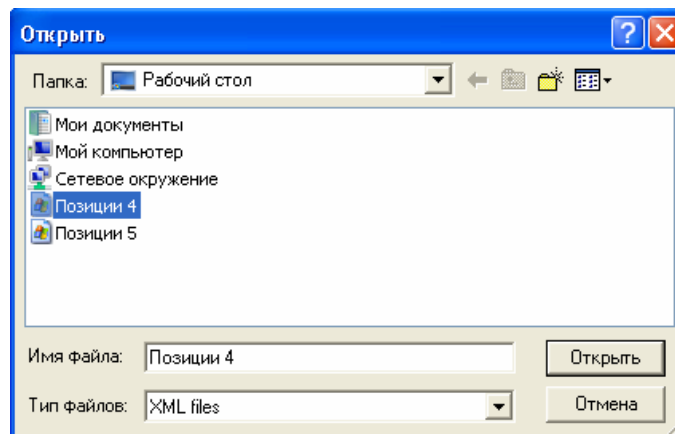 Открыть
Папка: Рабочий стол
Мои документы
Мой компьютер
Сетевое окружение
Позиции 4
Позиции 5
Имя файла: Позиции 4 Открыть
Тип файлов: XML files Отмена